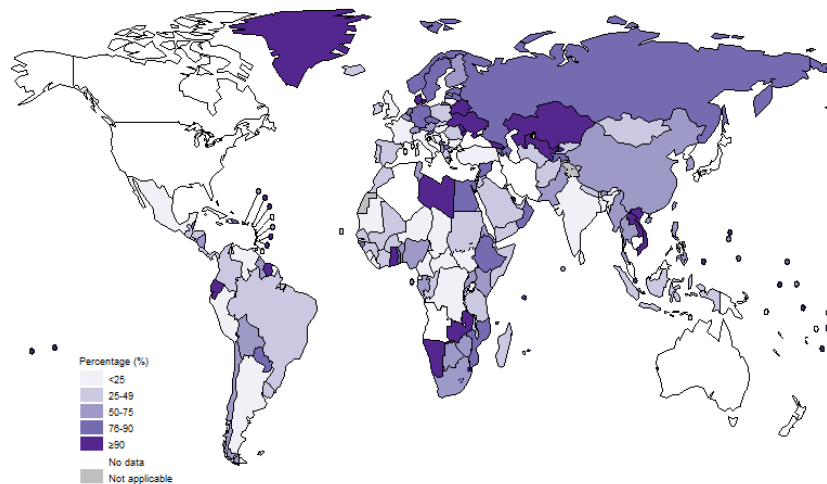 Percentage (%)
<25
25-49
50-75
76-90
≥90
No data
Not applicable